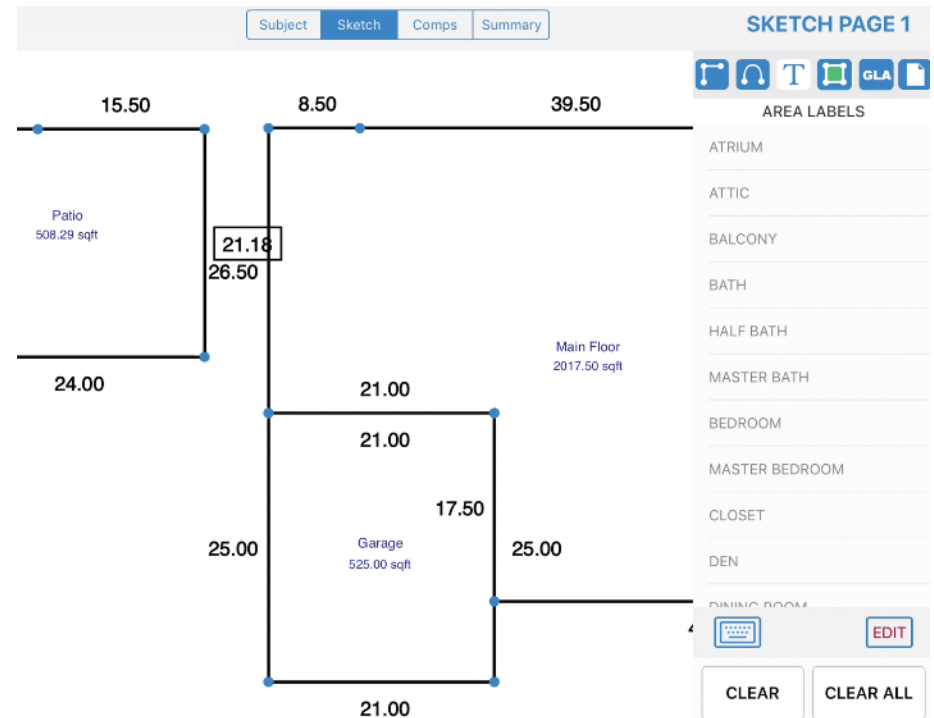 Subject Sketch Comps Summary
SKETCH PAGE 1
T GLA
AREA LABELS
ATRIUM
ATTIC
BALCONY
BATH
HALF BATH
MASTER BATH
BEDROOM
MASTER BEDROOM
CLOSET
DEN
DINING ROOM
EDIT
CLEAR CLEAR ALL
15.50 8.50 39.50
Patio
508.29 sqft
21.18
26.50
Main Floor
2017.50 sqft
24.00
21.00
21.00
17.50
Garage
525.00 sqft
25.00 25.00
21.00